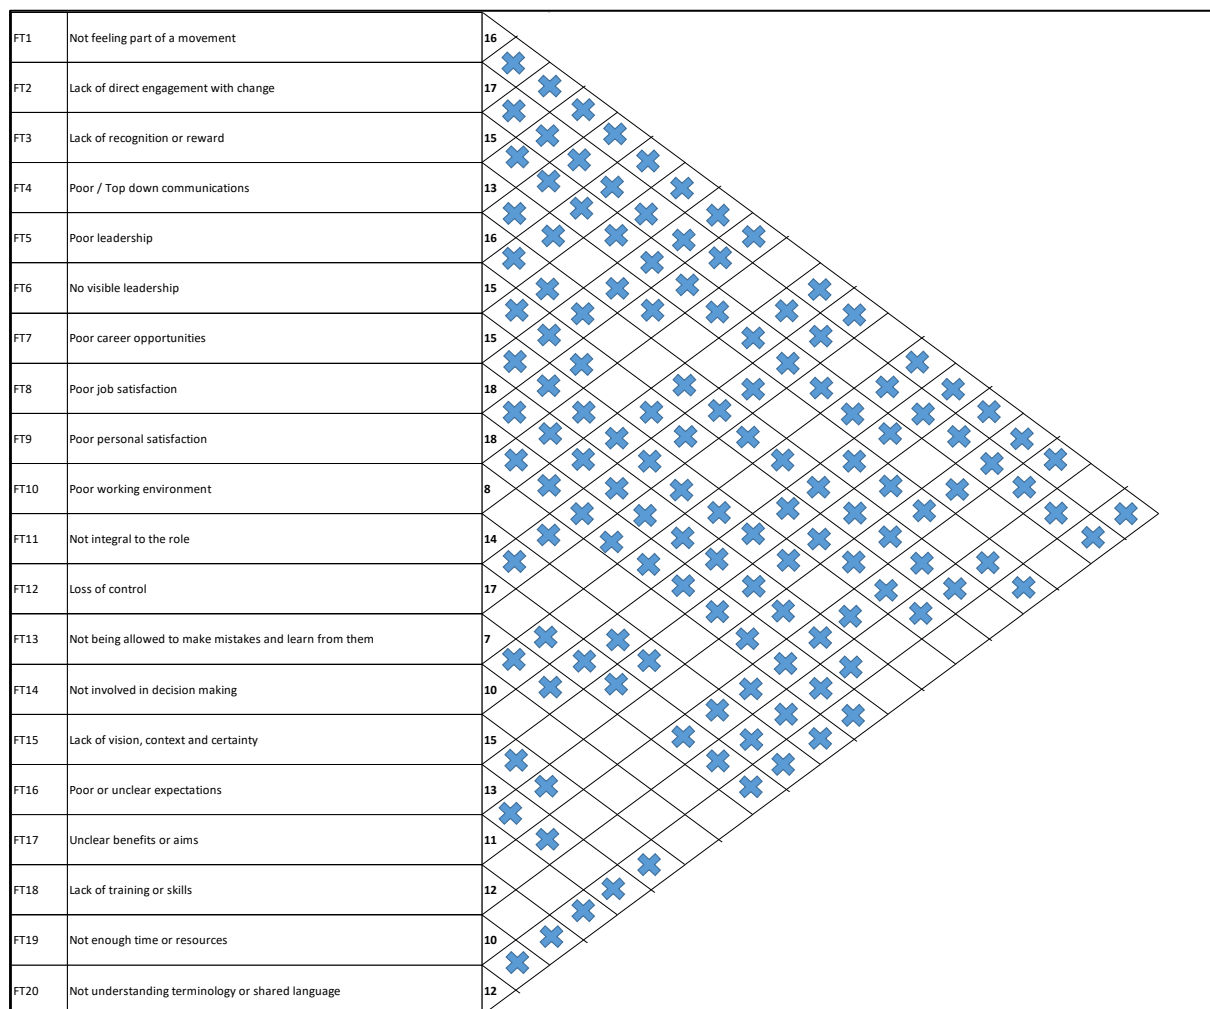 FT1 Not feeling part of a movement 16
FT2 Lack of direct engagement with change 17
FT3 Lack of recognition or reward 15
FT4 Poor / Top down communications 13
FT5 Poor leadership 16
FT6 No visible leadership 15
FT7 Poor career opportunities 15
FT8 Poor job satisfaction 18
FT9 Poor personal satisfaction 18
FT10 Poor working environment 8
FT11 Not integral to the role 14
FT12 Loss of control 17
FT13 Not being allowed to make mistakes and learn from them 7
FT14 Not involved in decision making 10
FT15 Lack of vision, context and certainty 15
FT16 Poor or unclear expectations 13
FT17 Unclear benefits or aims 11
FT18 Lack of training or skills 12
FT19 Not enough time or resources 10
FT20 Not understanding terminology or shared language 12